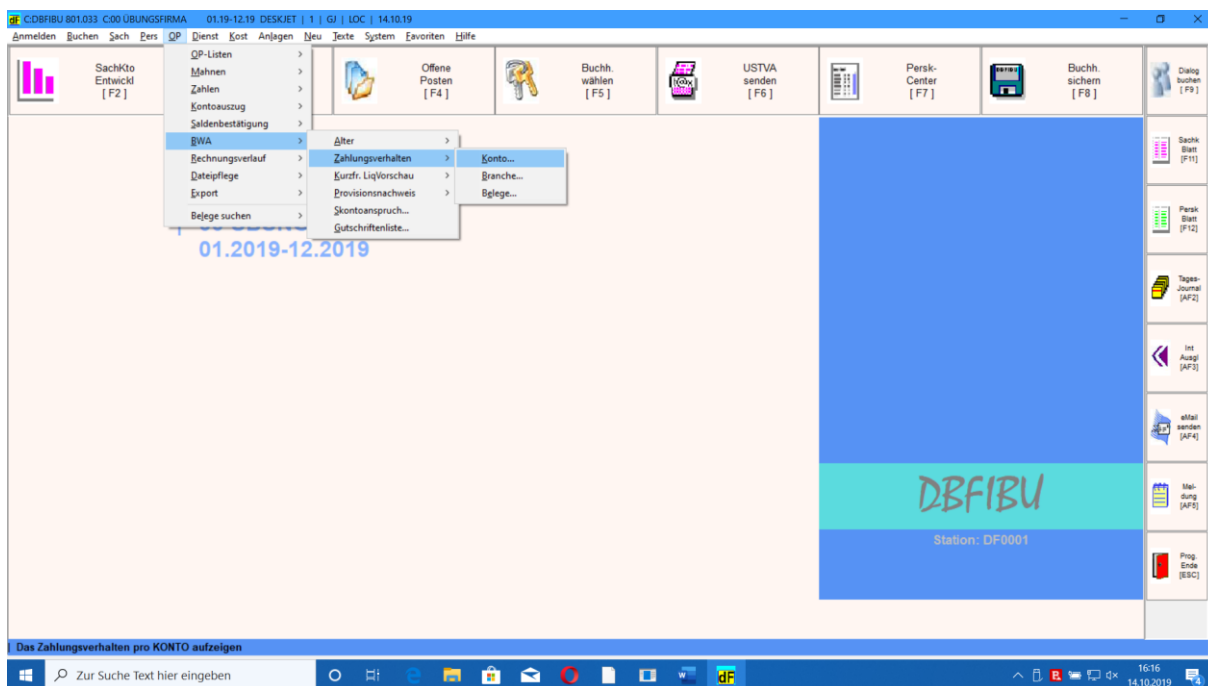 dF C:DBFIBU 801.033 C:00 ÜBUNGSFIRMA 01.19-12.19 DESKJET | 1 | GJ | LOC | 14.10.19
Anmelden Buchen Sach Pers OP Dienst Kost Anlagen Neu Texte System Favoriten Hilfe
SachKto
Entwickl
[ F2 ]
Offene
Posten
[ F4 ]
Buchh.
wählen
[ F5 ]
USTVA
senden
[ F6 ]
Persk-
Center
[ F7 ]
Buchh.
sichern
[ F8 ]
Dialog
buchen
[ F9 ]
OP-Listen
Mahnen
Zahlen
Kontoauszug
Saldenbestätigung
BWA
Rechnungsverlauf
Dateipflege
Export
Belege suchen
Alter
Zahlungsverhalten
Kurzfr. LiqVorschau
Provisionsnachweis
Skontoanspruch...
Gutschriftenliste...
Konto...
Branche...
Belege...
01.2019-12.2019
Sachk
Blatt
[F11]
Persk
Blatt
[F12]
Tages-
Journal
[AF2]
Int
Ausgl
[AF3]
eMail
senden
[AF4]
Mel-
dung
[AF5]
Prog.
Ende
[ESC]
DBFIBU
Station: DF0001
Das Zahlungsverhalten pro KONTO aufzeigen
Zur Suche Text hier eingeben
dF
16:16
14.10.2019